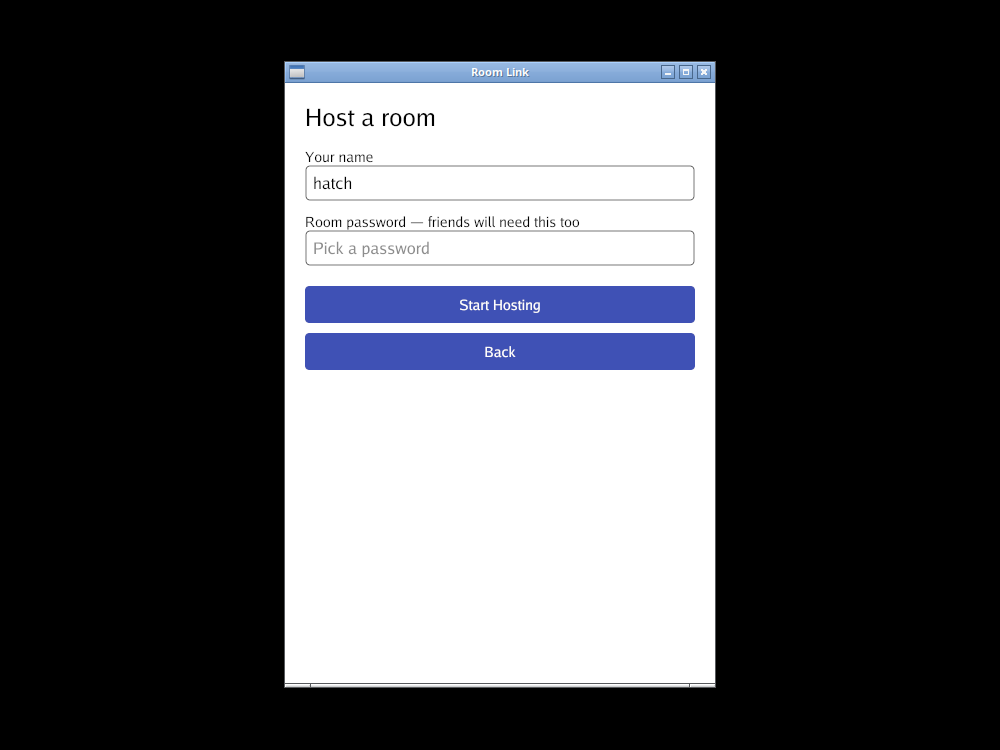 Room Link
Host a room
Your name
hatch
Room password — friends will need this too
Pick a password
Start Hosting
Back